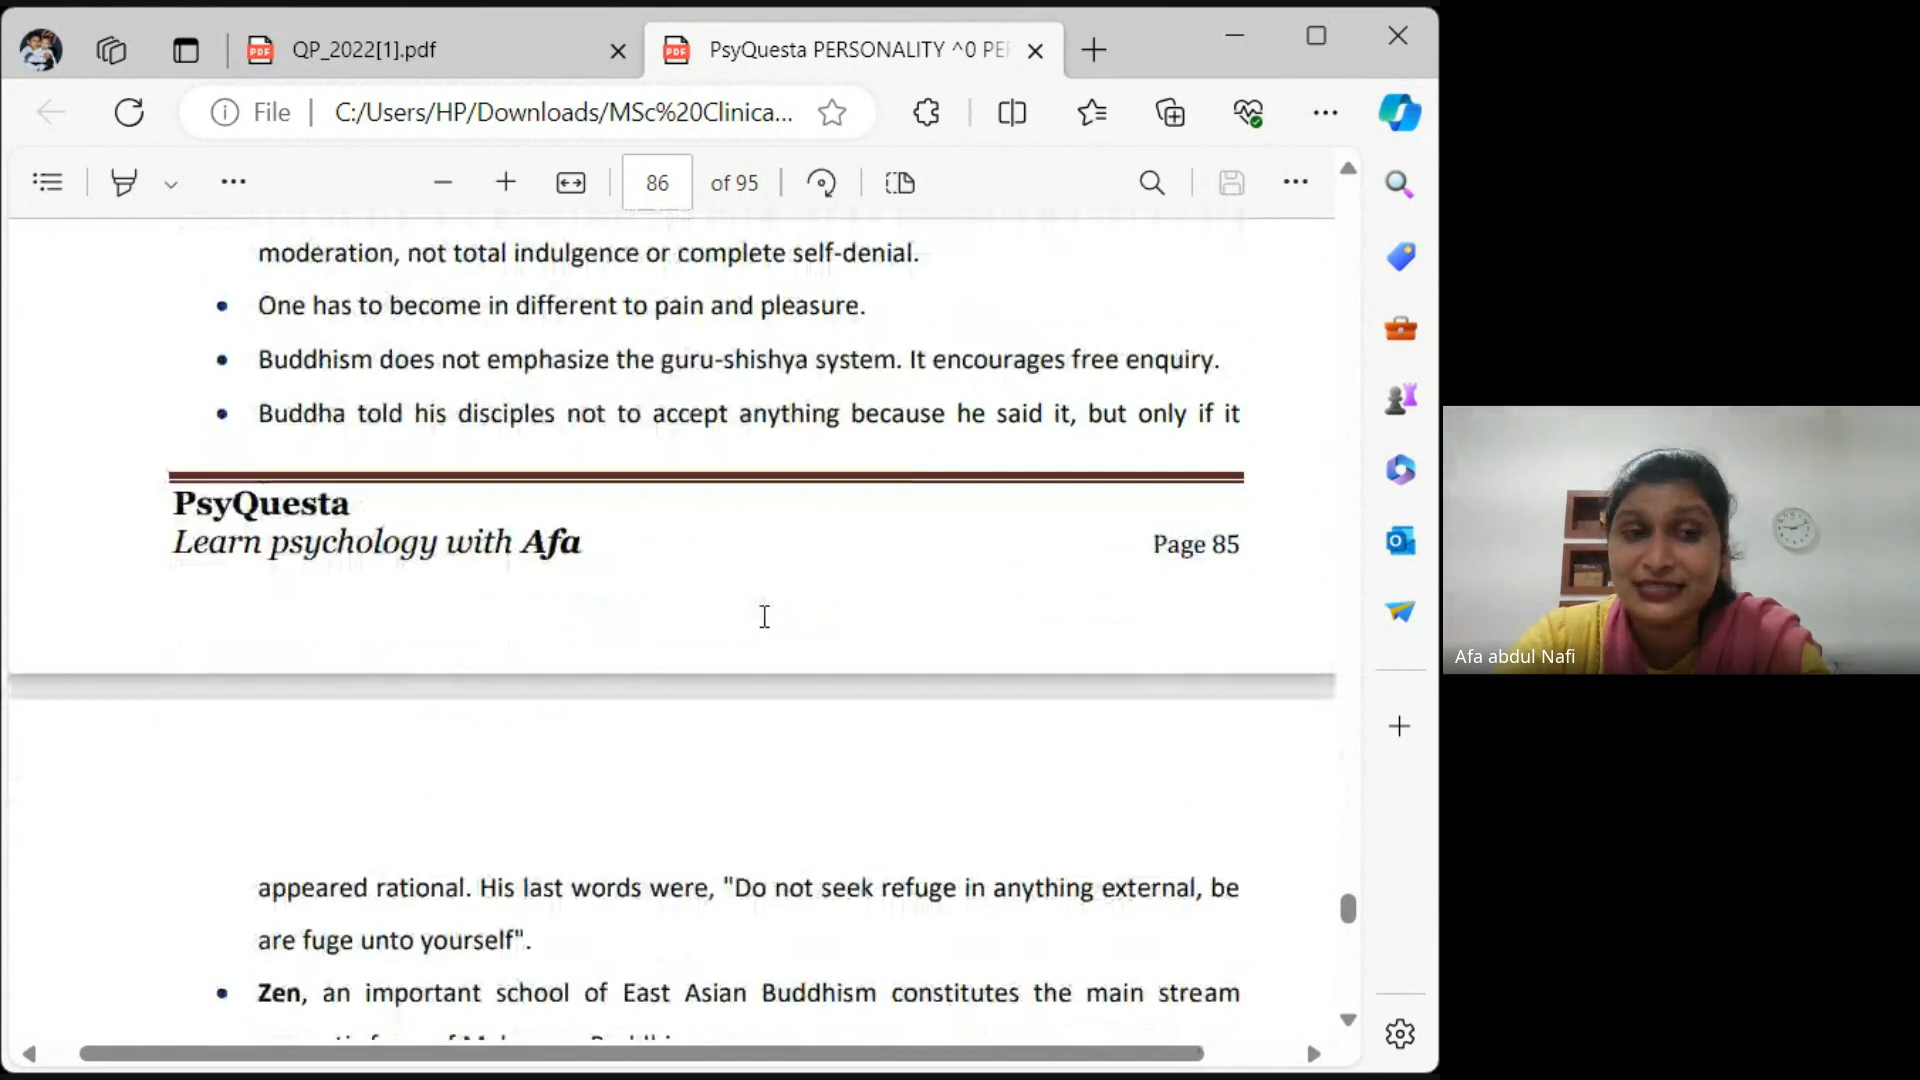 QP_2022[1].pdf
PsyQuesta PERSONALITY ^0 PE
File
C:/Users/HP/Downloads/MSc%20Clinica...
86 of 95
moderation, not total indulgence or complete self-denial.
One has to become in different to pain and pleasure.
Buddhism does not emphasize the guru-shishya system. It encourages free enquiry.
Buddha told his disciples not to accept anything because he said it, but only if it
PsyQuesta
Learn psychology with Afa
Page 85
appeared rational. His last words were, "Do not seek refuge in anything external, be
are fuge unto yourself".
Zen, an important school of East Asian Buddhism constitutes the main stream
Afa abdul Nafi